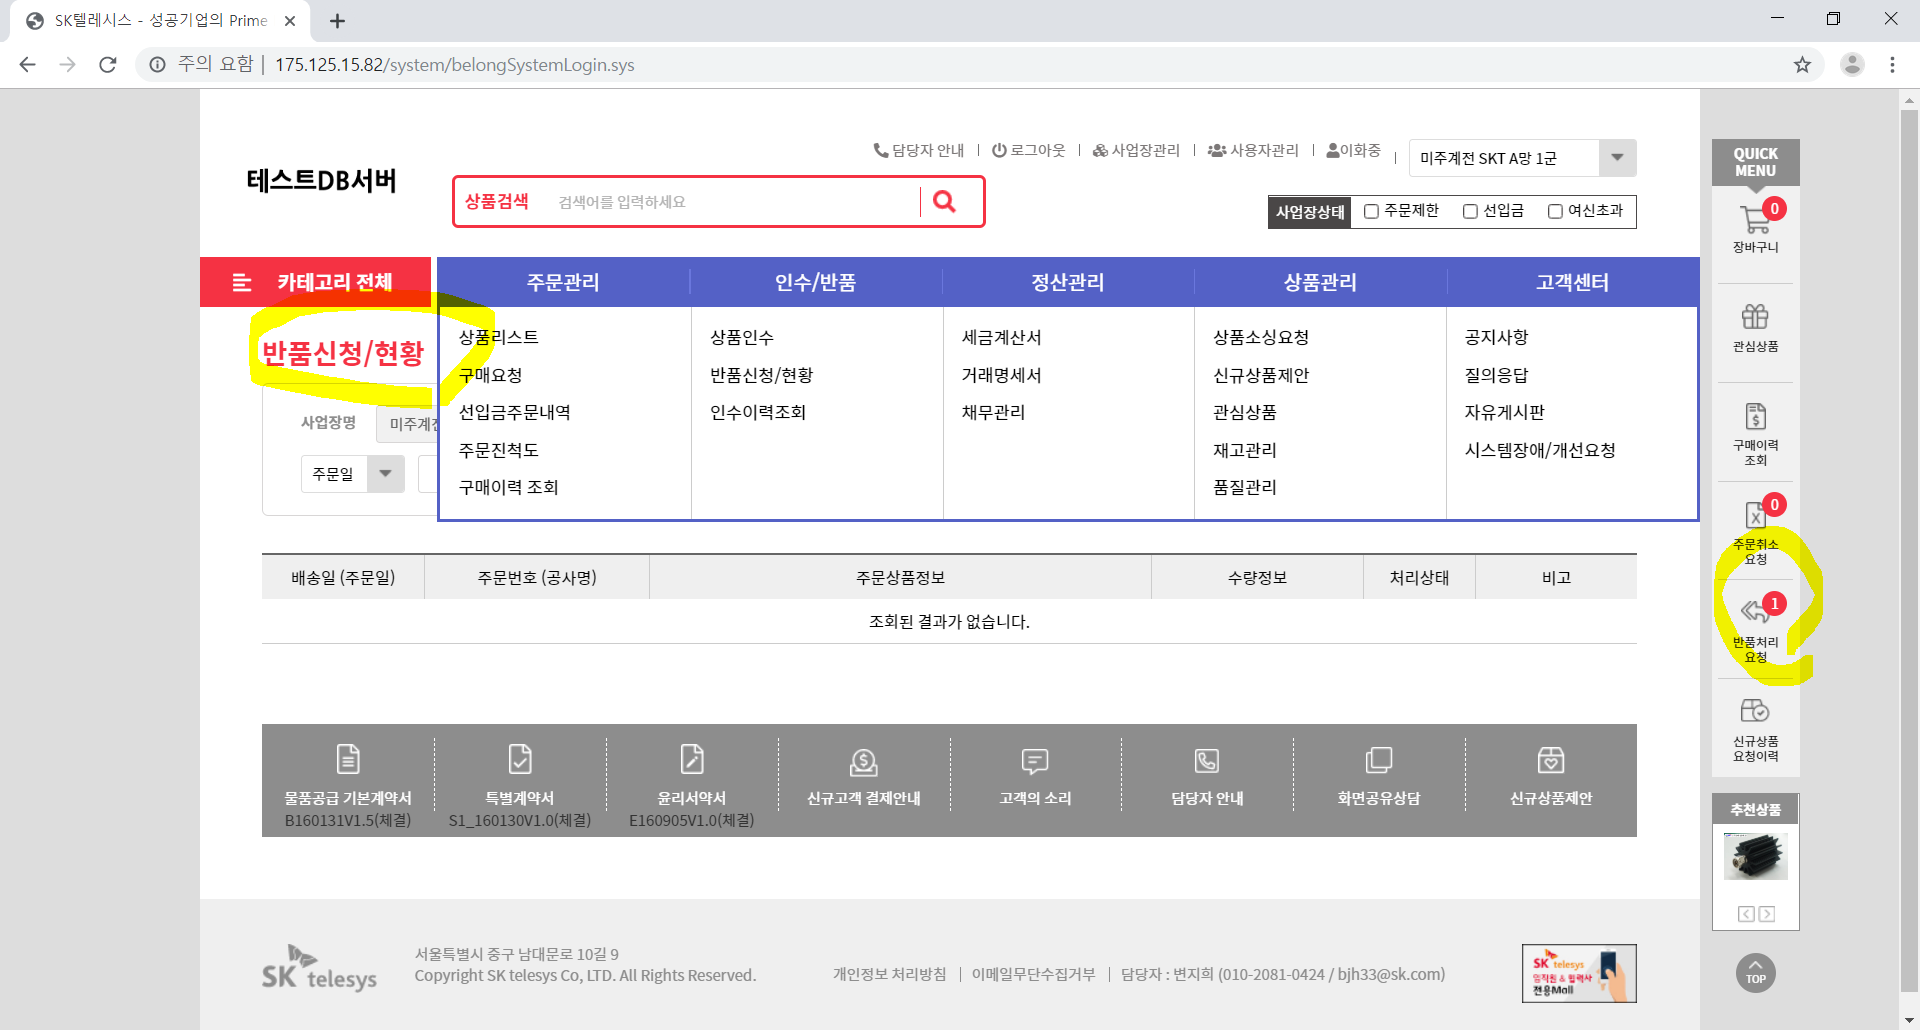 SK텔레시스 - 성공기업의 Prime
주의 요함 | 175.125.15.82/system/belongSystemLogin.sys
담당자 안내 | 로그아웃 | 사업장관리 | 사용자관리 | 이화중 | 미주계전 SKT A망 1군
테스트DB서버
상품검색 검색어를 입력하세요
사업장상태 주문제한 선입금 여신초과
카테고리 전체 주문관리 인수/반품 정산관리 상품관리 고객센터
반품신청/현황
상품리스트 상품인수 세금계산서 상품소싱요청 공지사항
구매요청 반품신청/현황 거래명세서 신규상품제안 질의응답
선입금주문내역 인수이력조회 채무관리 관심상품 자유게시판
주문진척도 재고관리 시스템장애/개선요청
구매이력 조회 품질관리
사업장명 미주계전
주문일
배송일 (주문일) 주문번호 (공사명) 주문상품정보 수량정보 처리상태 비고
조회된 결과가 없습니다.
물품공급 기본계약서 특별계약서 윤리서약서 신규고객 결제안내 고객의 소리 담당자 안내 화면공유상담 신규상품제안
B160131V1.5(체결) S1_160130V1.0(체결) E160905V1.0(체결)
QUICK
MENU
0
장바구니
관심상품
구매이력
조회
0
주문취소
요청
1
반품처리
요청
신규상품
요청이력
추천상품
TOP
SK telesys
서울특별시 중구 남대문로 10길 9
Copyright SK telesys Co, LTD. All Rights Reserved.
개인정보 처리방침 | 이메일무단수집거부 | 담당자 : 변지희 (010-2081-0424 / bjh33@sk.com)
SK telesys
임직원 & 협력사
전용Mall